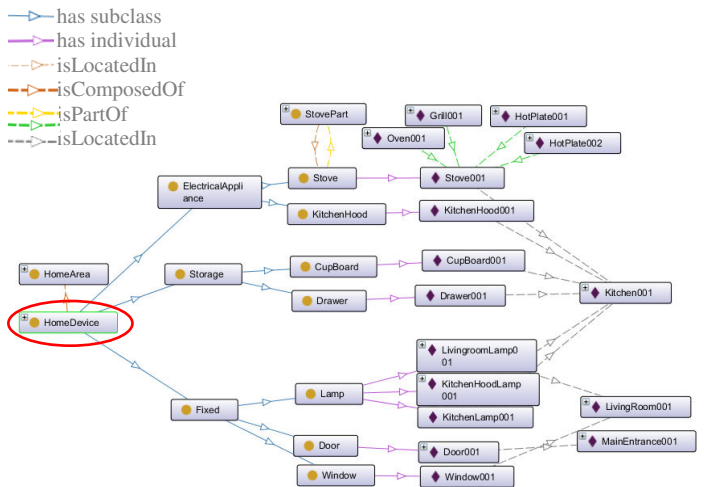 has subclass
has individual
isLocatedIn
isComposedOf
isPartOf
isLocatedIn
StovePart
Grill001
HotPlate001
Oven001
HotPlate002
ElectricalAppli
ance
Stove
Stove001
KitchenHood
KitchenHood001
HomeArea
Storage
CupBoard
CupBoard001
Drawer
Drawer001
Kitchen001
HomeDevice
LivingroomLamp0
01
Lamp
KitchenHoodLamp
001
Fixed
KitchenLamp001
LivingRoom001
Door
Door001
MainEntrance001
Window
Window001